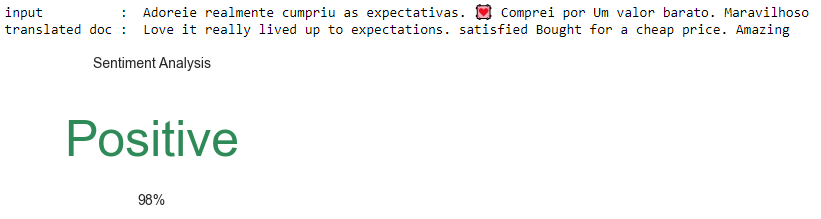 input : Adoreie realmente cumpriu as expectativas. 💟 Comprei por Um valor barato. Maravilhoso
translated doc : Love it really lived up to expectations. satisfied Bought for a cheap price. Amazing
Sentiment Analysis
Positive
98%